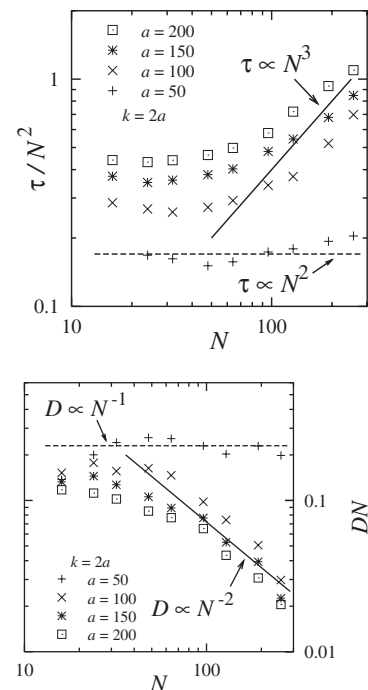 a = 200
a = 150
a = 100
a = 50
k = 2a
τ ∝ N³
1
τ / N²
0.1
τ ∝ N²
10
100
N
D ∝ N⁻¹
0.1
DN
k = 2a
a = 50
a = 100
a = 150
a = 200
D ∝ N⁻²
0.01
10
100
N